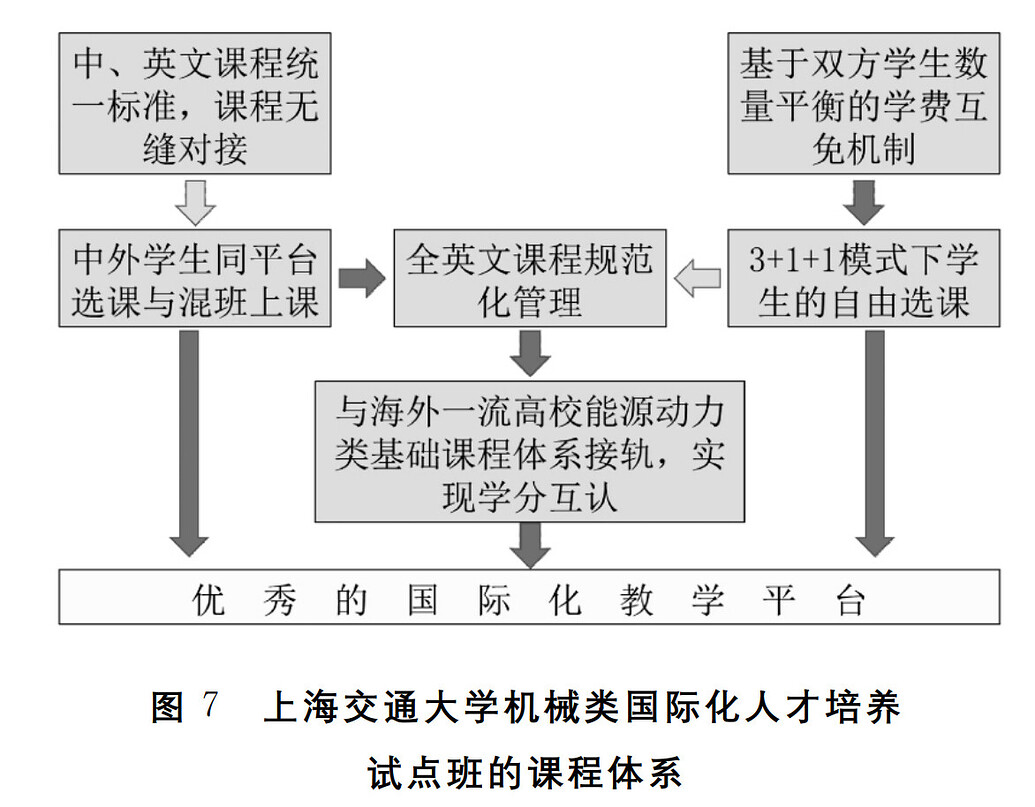 中、英文课程统
一标准，课程无
缝对接
基于双方学生数
量平衡的学费互
免机制
中外学生同平台
选课与混班上课
全英文课程规范
化管理
3+1+1模式下学
生的自由选课
与海外一流高校能源动力
类基础课程体系接轨，实
现学分互认
优秀的国际化教学平台
图 7 上海交通大学机械类国际化人才培养
试点班的课程体系